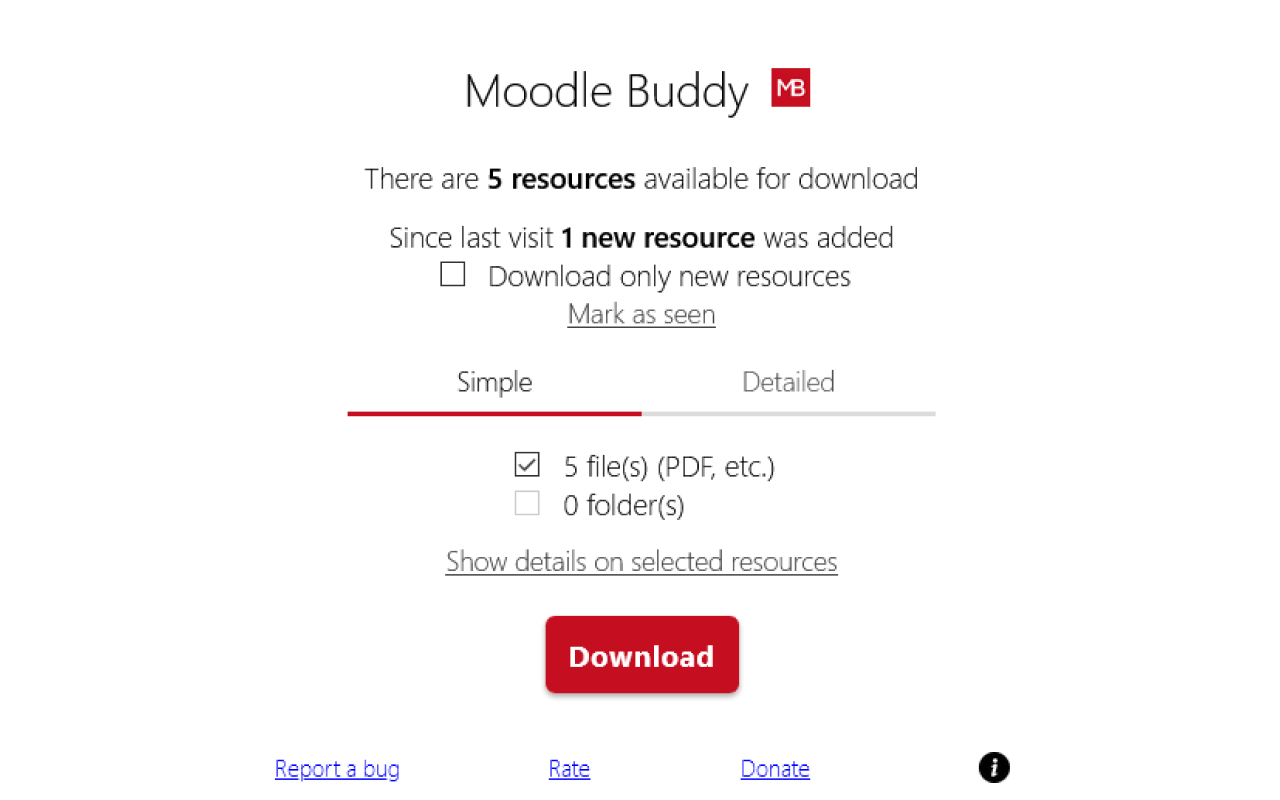 Moodle Buddy MB
There are 5 resources available for download
Since last visit 1 new resource was added
Download only new resources
Mark as seen
Simple Detailed
5 file(s) (PDF, etc.)
0 folder(s)
Show details on selected resources
Download
Report a bug Rate Donate i